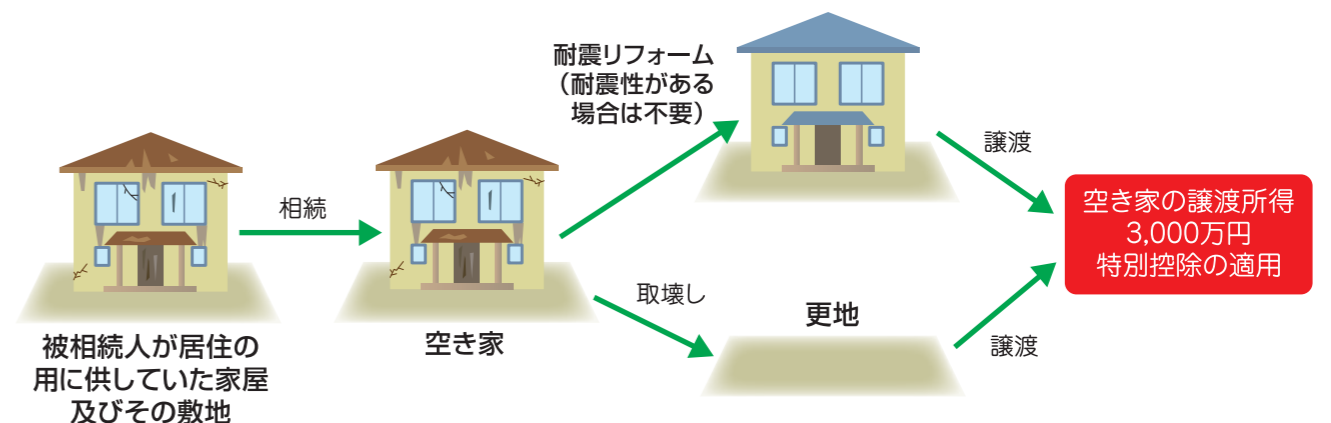 被相続人が居住の
用に供していた家屋
及びその敷地
相続
空き家
耐震リフォーム
（耐震性がある
場合は不要）
取壊し
更地
譲渡
譲渡
空き家の譲渡所得
3,000万円
特別控除の適用